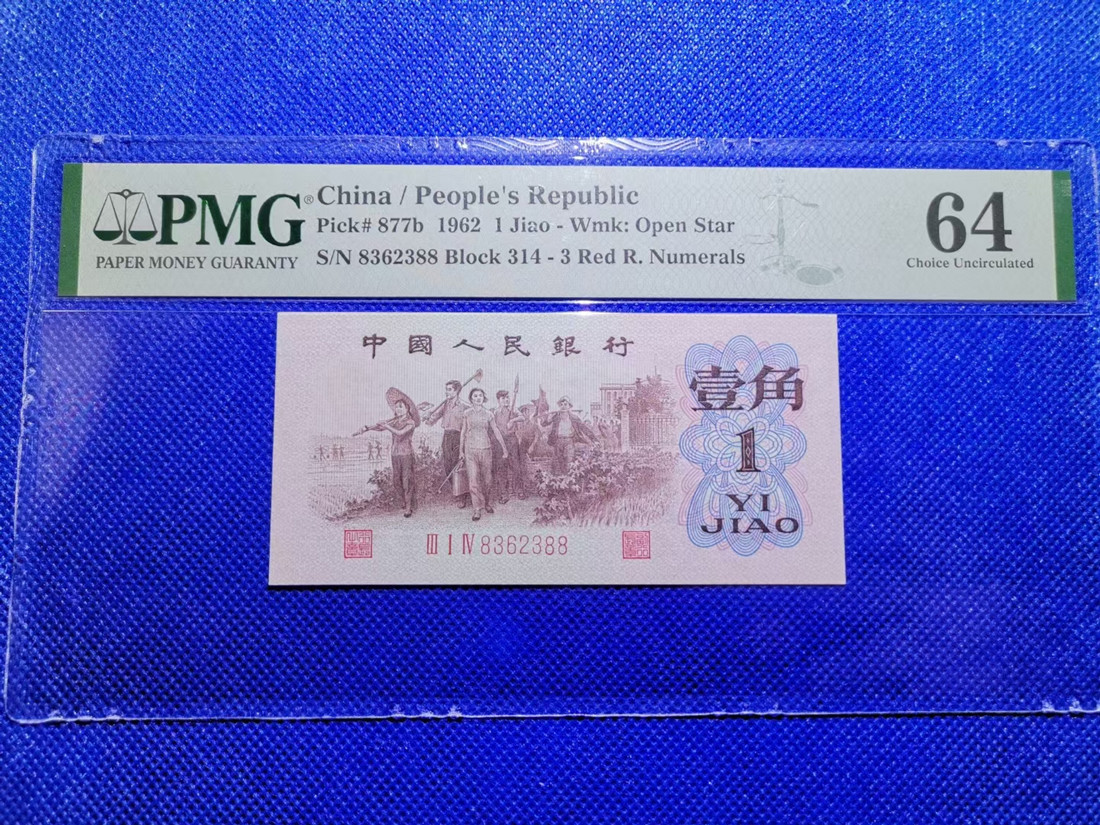 PMG®
PAPER MONEY GUARANTY
China / People's Republic
Pick# 877b 1962 1 Jiao - Wmk: Open Star
S/N 8362388 Block 314 - 3 Red R. Numerals
64
Choice Uncirculated
中國人民銀行
壹角
1
YI
JIAO
III I IV 8362388